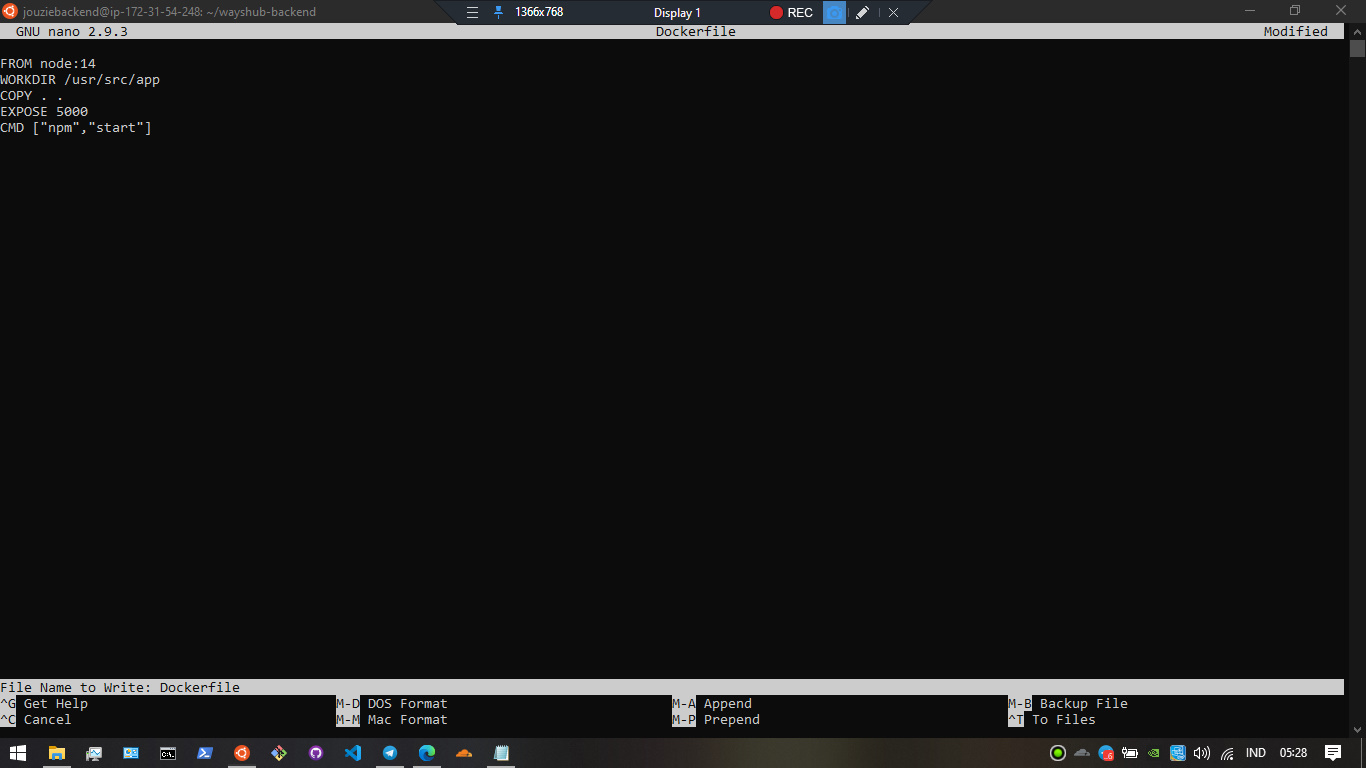 jouziebackend@ip-172-31-54-248: ~/wayshub-backend
1366x768
Display 1
REC
GNU nano 2.9.3
Dockerfile
Modified
FROM node:14
WORKDIR /usr/src/app
COPY . .
EXPOSE 5000
CMD ["npm","start"]
File Name to Write: Dockerfile
^G Get Help
M-D DOS Format
M-A Append
M-B Backup File
^C Cancel
M-M Mac Format
M-P Prepend
^T To Files
IND
05:28